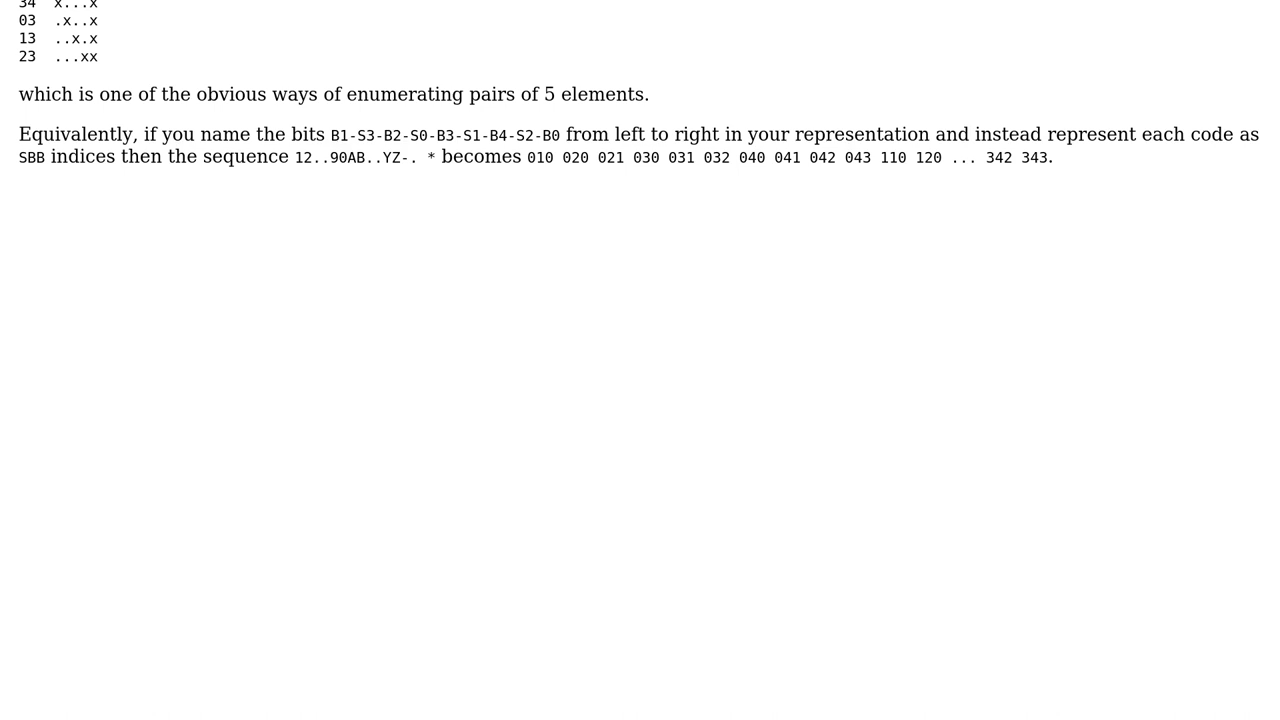 34  x...x
03  .x..x
13  ..x.x
23  ...xx
which is one of the obvious ways of enumerating pairs of 5 elements.
Equivalently, if you name the bits B1-S3-B2-S0-B3-S1-B4-S2-B0 from left to right in your representation and instead represent each code as
SBB indices then the sequence 12..90AB..YZ-. * becomes 010 020 021 030 031 032 040 041 042 043 110 120 ... 342 343.